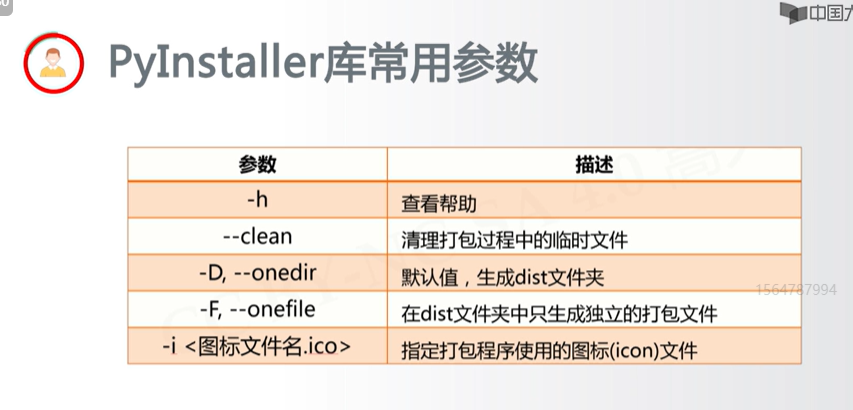 中国大
PyInstaller库常用参数
参数 描述
-h 查看帮助
--clean 清理打包过程中的临时文件
-D, --onedir 默认值，生成dist文件夹
-F, --onefile 在dist文件夹中只生成独立的打包文件
-i <图标文件名.ico> 指定打包程序使用的图标(icon)文件
1564787994